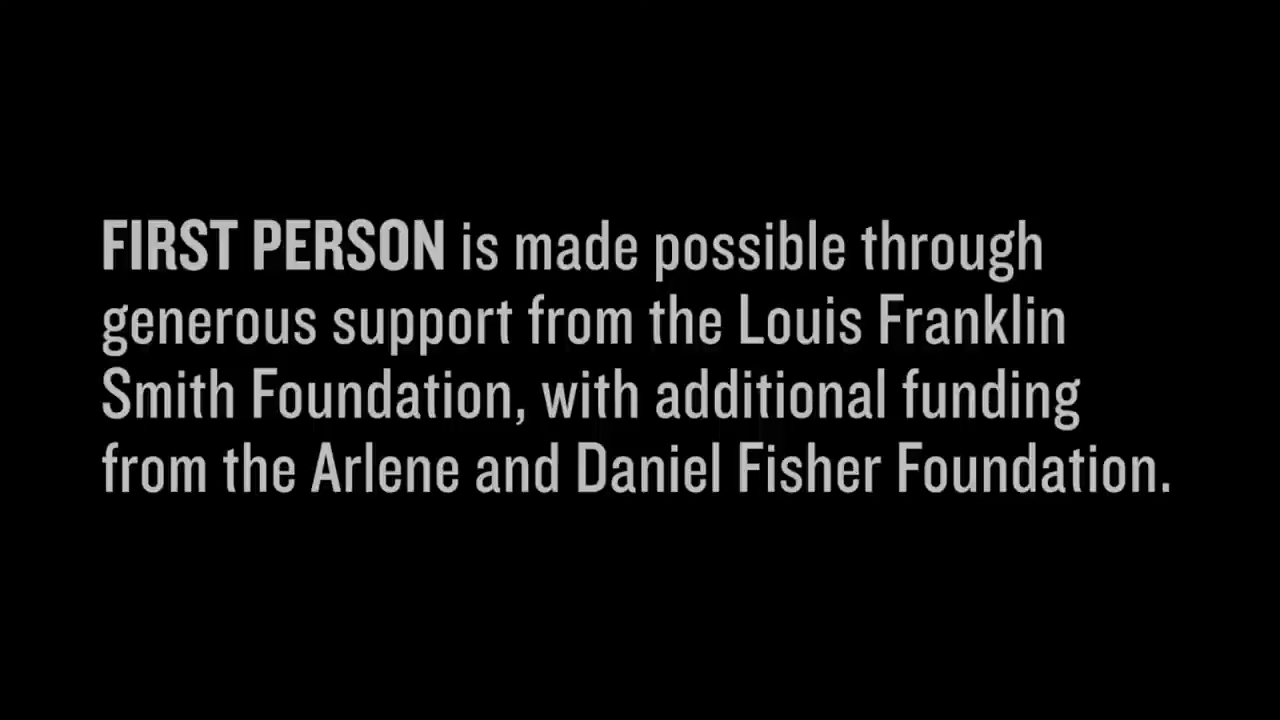 FIRST PERSON is made possible through
generous support from the Louis Franklin
Smith Foundation, with additional funding
from the Arlene and Daniel Fisher Foundation.